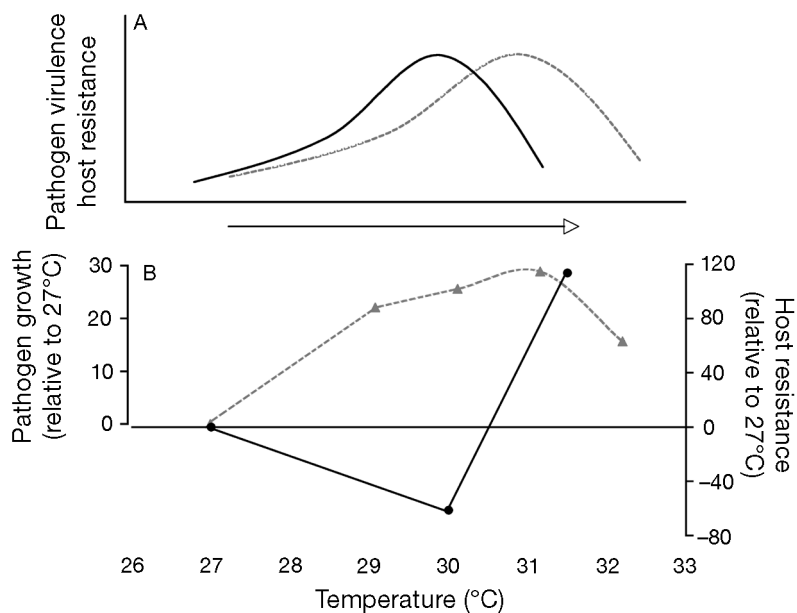 A
Pathogen virulence
host resistance
B
Pathogen growth
(relative to 27°C)
30
20
10
0
120
80
40
0
−40
−80
Host resistance
(relative to 27°C)
26 27 28 29 30 31 32 33
Temperature (°C)